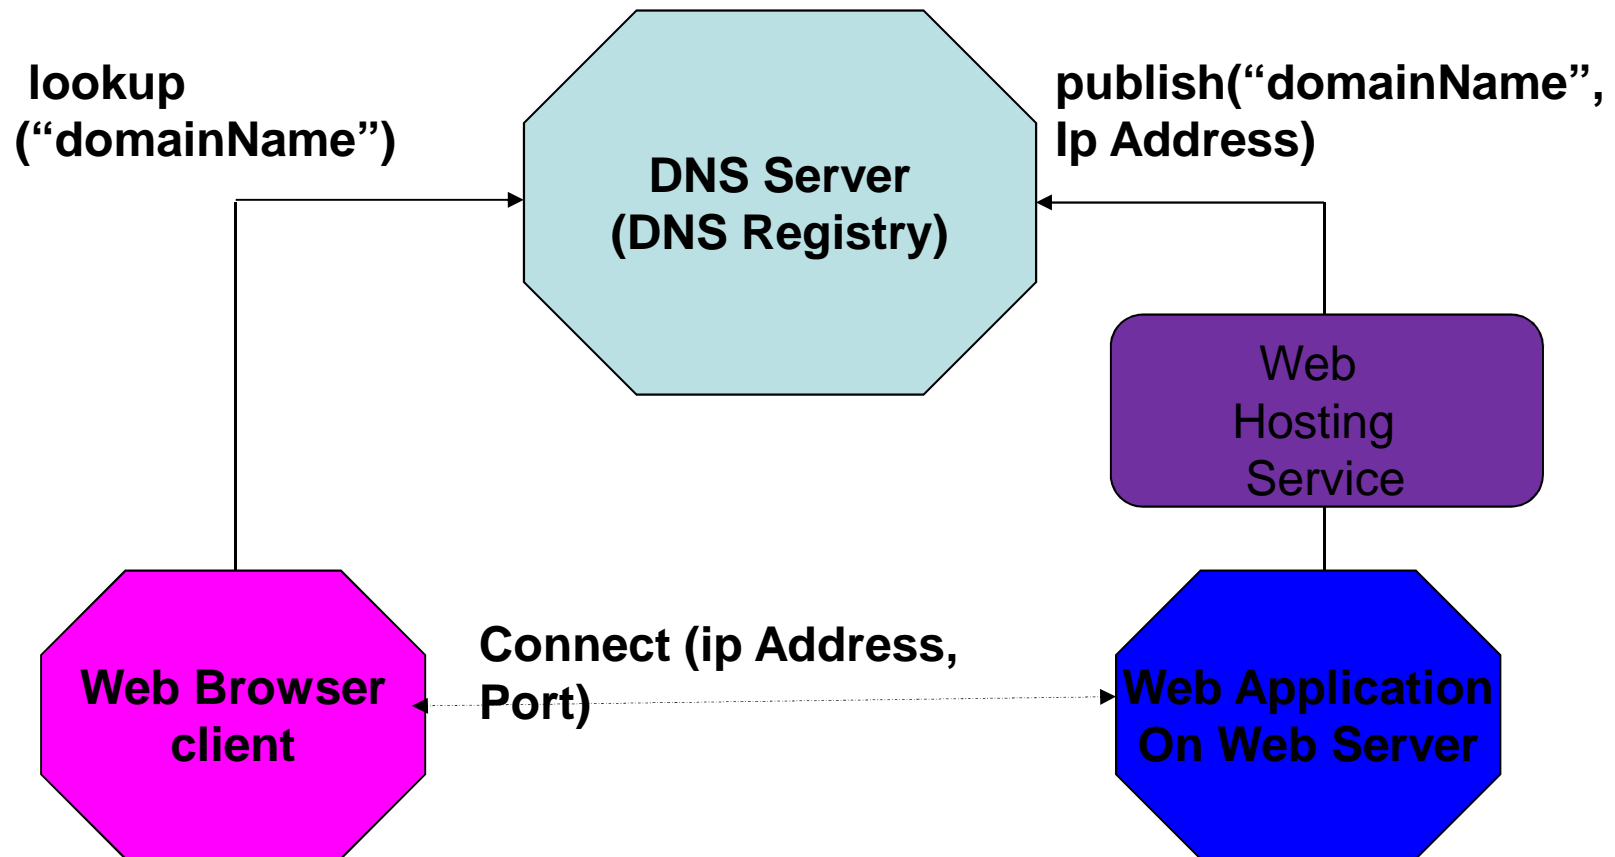 lookup
(“domainName”)
publish(“domainName”,
Ip Address)
DNS Server
(DNS Registry)
Web
Hosting
Service
Connect (ip Address,
Port)
Web Browser
client
Web Application
On Web Server